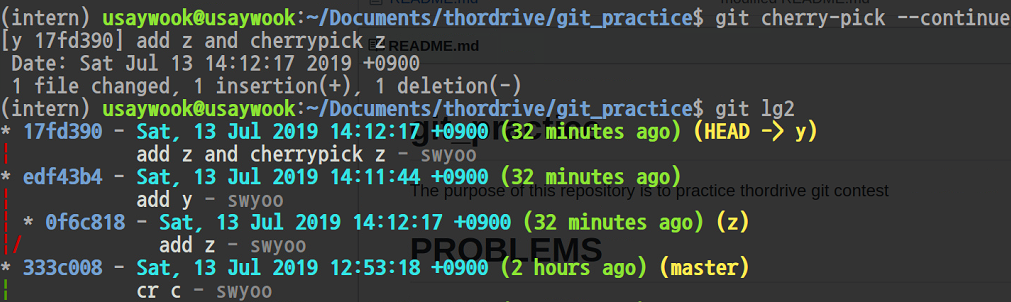 modified README.md
(intern) usaywook@usaywook:~/Documents/thordrive/git_practice$ git cherry-pick --continue
[y 17fd390] add z and cherrypick z
README.md
Date: Sat Jul 13 14:12:17 2019 +0900
1 file changed, 1 insertion(+), 1 deletion(-)
(intern) usaywook@usaywook:~/Documents/thordrive/git_practice$ git lg2
* 17fd390 - Sat, 13 Jul 2019 14:12:17 +0900 (32 minutes ago) (HEAD -> y)
git_practice
| add z and cherrypick z - swyoo
* edf43b4 - Sat, 13 Jul 2019 14:11:44 +0900 (32 minutes ago)
The purpose of this repository is to practice thordrive git contest
| add y - swyoo
| * 0f6c818 - Sat, 13 Jul 2019 14:12:17 +0900 (32 minutes ago) (z)
|/ add z - swyoo
PROBLEMS
* 333c008 - Sat, 13 Jul 2019 12:53:18 +0900 (2 hours ago) (master)
| cr c - swyoo